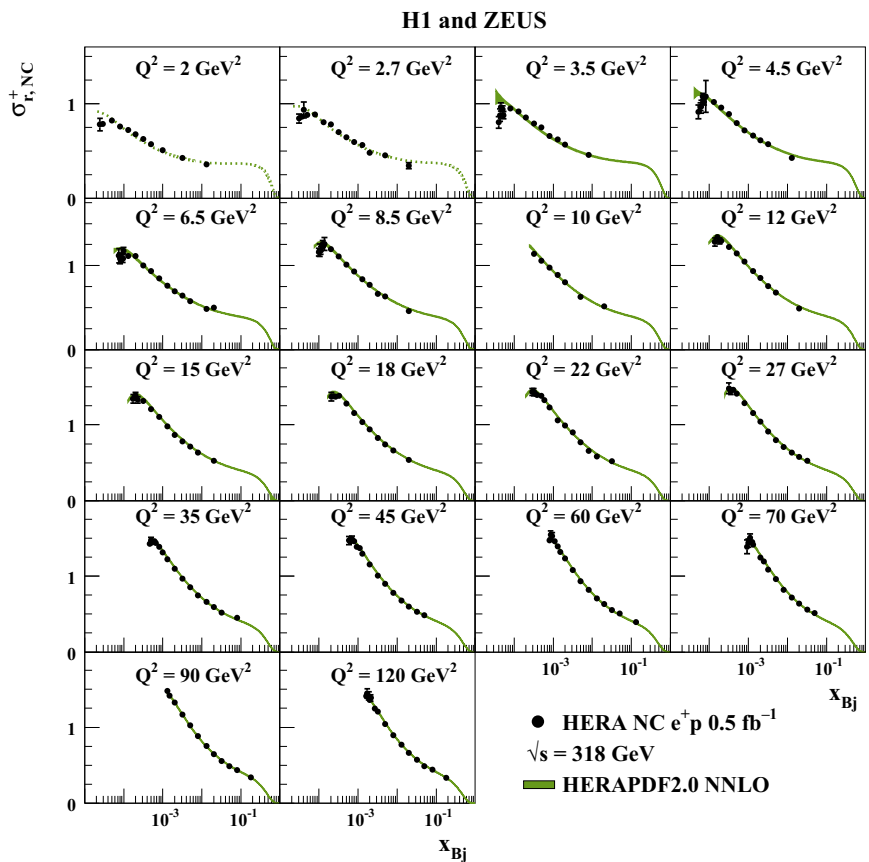 H1 and ZEUS
σ⁺r, NC
Q² = 2 GeV²
Q² = 2.7 GeV²
Q² = 3.5 GeV²
Q² = 4.5 GeV²
1
0
Q² = 6.5 GeV²
Q² = 8.5 GeV²
Q² = 10 GeV²
Q² = 12 GeV²
1
0
Q² = 15 GeV²
Q² = 18 GeV²
Q² = 22 GeV²
Q² = 27 GeV²
1
0
Q² = 35 GeV²
Q² = 45 GeV²
Q² = 60 GeV²
Q² = 70 GeV²
1
0
10⁻³ 10⁻¹ 10⁻³ 10⁻¹
xBj
Q² = 90 GeV²
Q² = 120 GeV²
1
0
10⁻³ 10⁻¹ 10⁻³ 10⁻¹
xBj
HERA NC e⁺p 0.5 fb⁻¹
√s = 318 GeV
HERAPDF2.0 NNLO